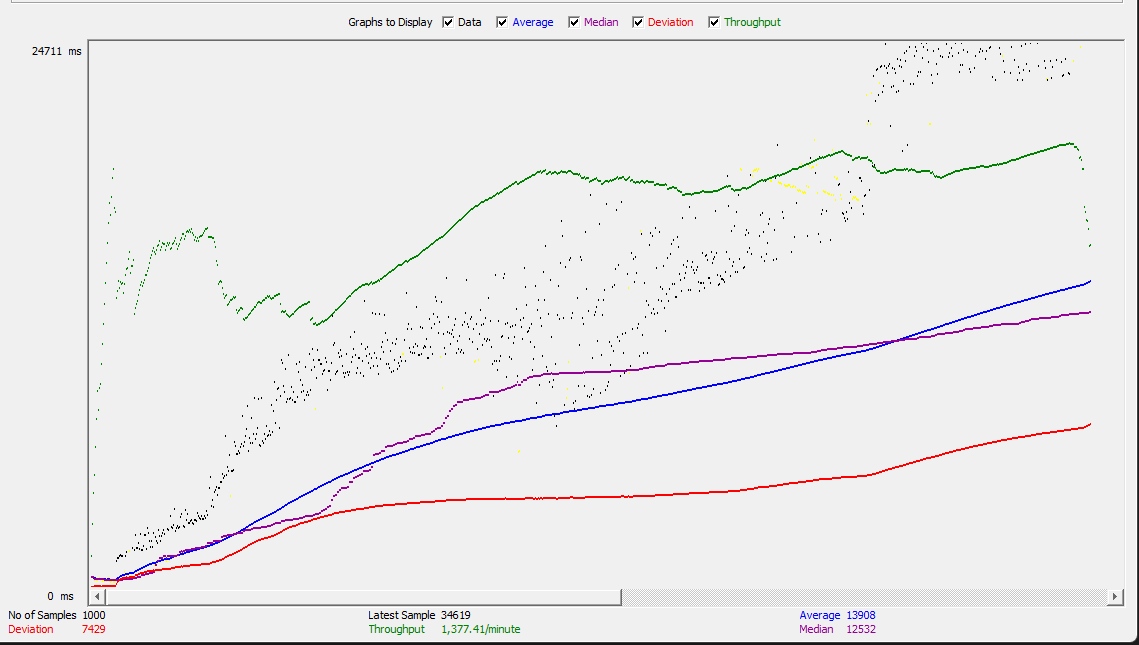 Graphs to Display Data Average Median Deviation Throughput
24711 ms
0 ms
No of Samples 1000 Latest Sample 34619 Average 13908
Deviation 7429 Throughput 1,377.41/minute Median 12532